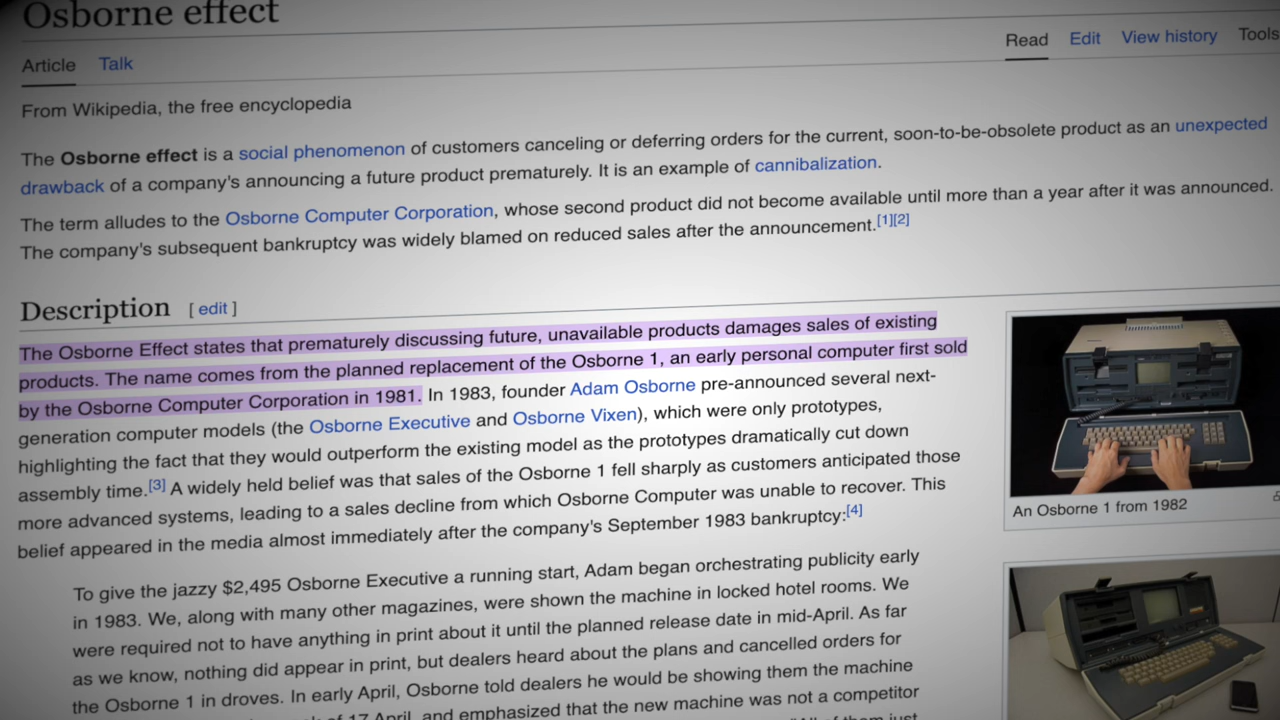 Osborne effect
Article Talk
Read Edit View history Tools
From Wikipedia, the free encyclopedia
The Osborne effect is a social phenomenon of customers canceling or deferring orders for the current, soon-to-be-obsolete product as an unexpected
drawback of a company's announcing a future product prematurely. It is an example of cannibalization.
The term alludes to the Osborne Computer Corporation, whose second product did not become available until more than a year after it was announced.
The company's subsequent bankruptcy was widely blamed on reduced sales after the announcement.[1][2]
Description [ edit ]
The Osborne Effect states that prematurely discussing future, unavailable products damages sales of existing
products. The name comes from the planned replacement of the Osborne 1, an early personal computer first sold
by the Osborne Computer Corporation in 1981. In 1983, founder Adam Osborne pre-announced several next-
generation computer models (the Osborne Executive and Osborne Vixen), which were only prototypes,
highlighting the fact that they would outperform the existing model as the prototypes dramatically cut down
assembly time.[3] A widely held belief was that sales of the Osborne 1 fell sharply as customers anticipated those
more advanced systems, leading to a sales decline from which Osborne Computer was unable to recover. This
belief appeared in the media almost immediately after the company's September 1983 bankruptcy:[4]
An Osborne 1 from 1982
To give the jazzy $2,495 Osborne Executive a running start, Adam began orchestrating publicity early
in 1983. We, along with many other magazines, were shown the machine in locked hotel rooms. We
were required not to have anything in print about it until the planned release date in mid-April. As far
as we know, nothing did appear in print, but dealers heard about the plans and cancelled orders for
the Osborne 1 in droves. In early April, Osborne told dealers he would be showing them the machine
of 17 April, and emphasized that the new machine was not a competitor